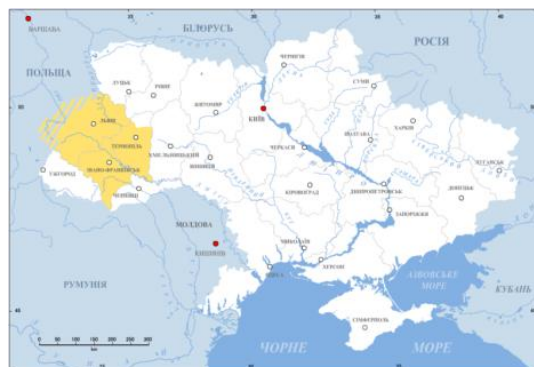 ВАРШАВА
БІЛОРУСЬ
РОСІЯ
ПОЛЬЩА
ЧЕРНІГІВ
ЛУЦЬК
РІВНЕ
СУМИ
ЖИТОМИР
КИЇВ
ЛЬВІВ
ХАРКІВ
ПОЛТАВА
ТЕРНОПІЛЬ
ХМЕЛЬНИЦЬКИЙ
ЧЕРКАСИ
ВІННИЦЯ
ІВАНО-ФРАНКІВСЬК
УЖГОРОД
ЛУГАНСЬК
ЧЕРНІВЦІ
КІРОВОГРАД
ДНІПРОПЕТРОВСЬК
ДОНЕЦЬК
ЗАПОРІЖЖЯ
МОЛДОВА
КИШИНІВ
МИКОЛАЇВ
ХЕРСОН
ОДЕСА
АЗОВСЬКЕ
МОРЕ
РУМУНІЯ
КУБАНЬ
СІМФЕРОПОЛЬ
ЧОРНЕ МОРЕ